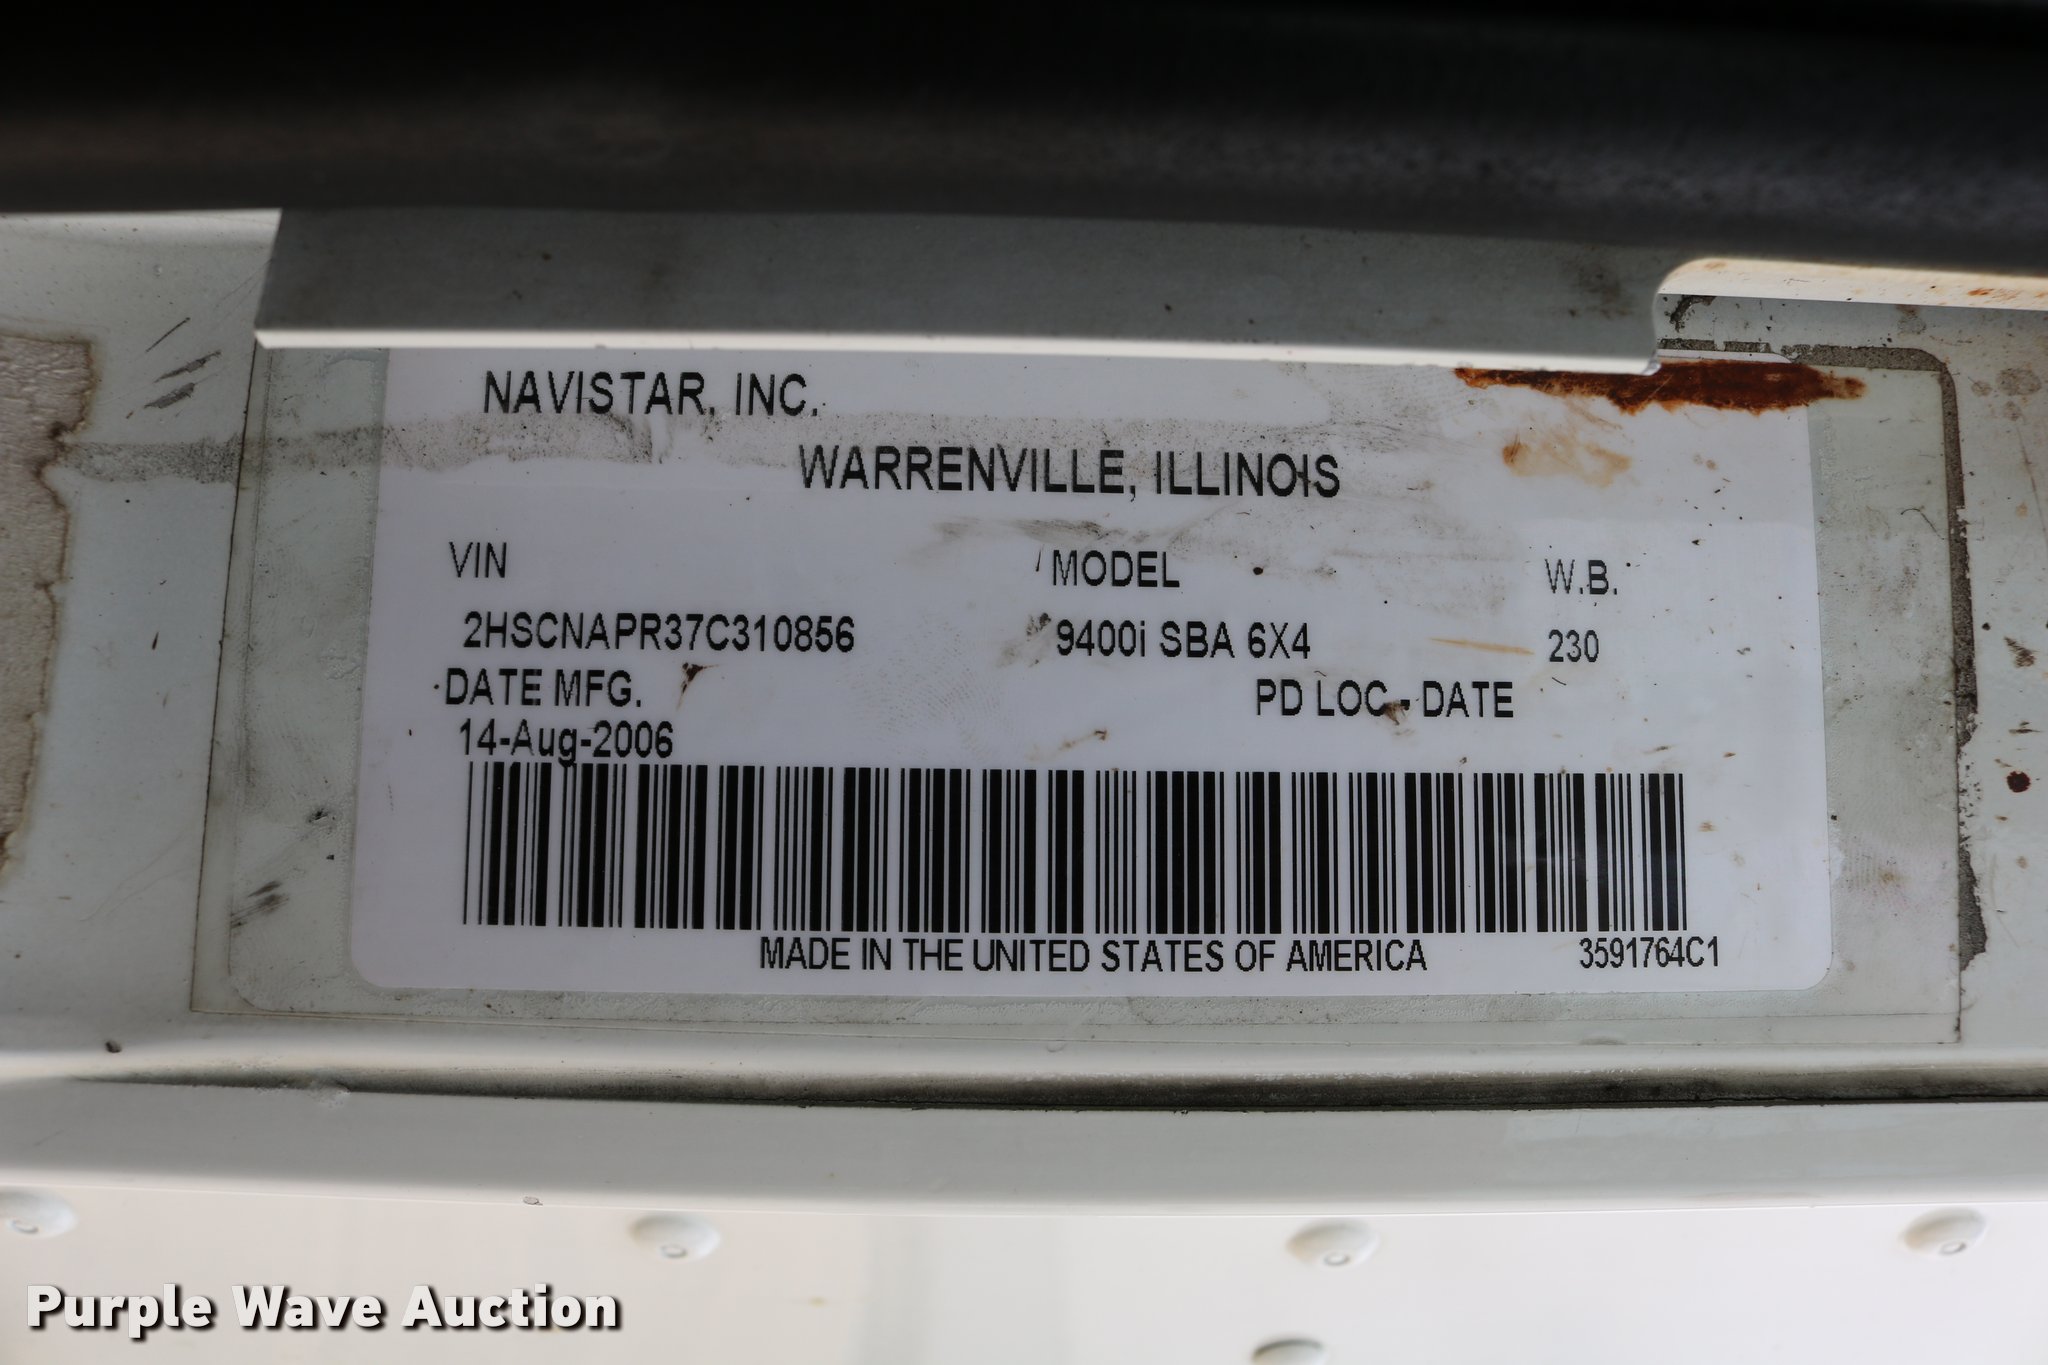 NAVISTAR, INC.
WARRENVILLE, ILLINOIS
VIN MODEL W.B.
2HSCNAPR37C310856 9400i SBA 6X4 230
DATE MFG. PD LOC - DATE
14-Aug-2006
MADE IN THE UNITED STATES OF AMERICA 3591764C1
Purple Wave Auction